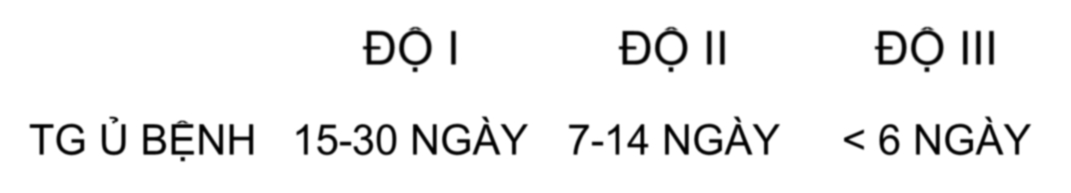 ĐỘ I ĐỘ II ĐỘ III
TG Ủ BỆNH 15-30 NGÀY 7-14 NGÀY < 6 NGÀY